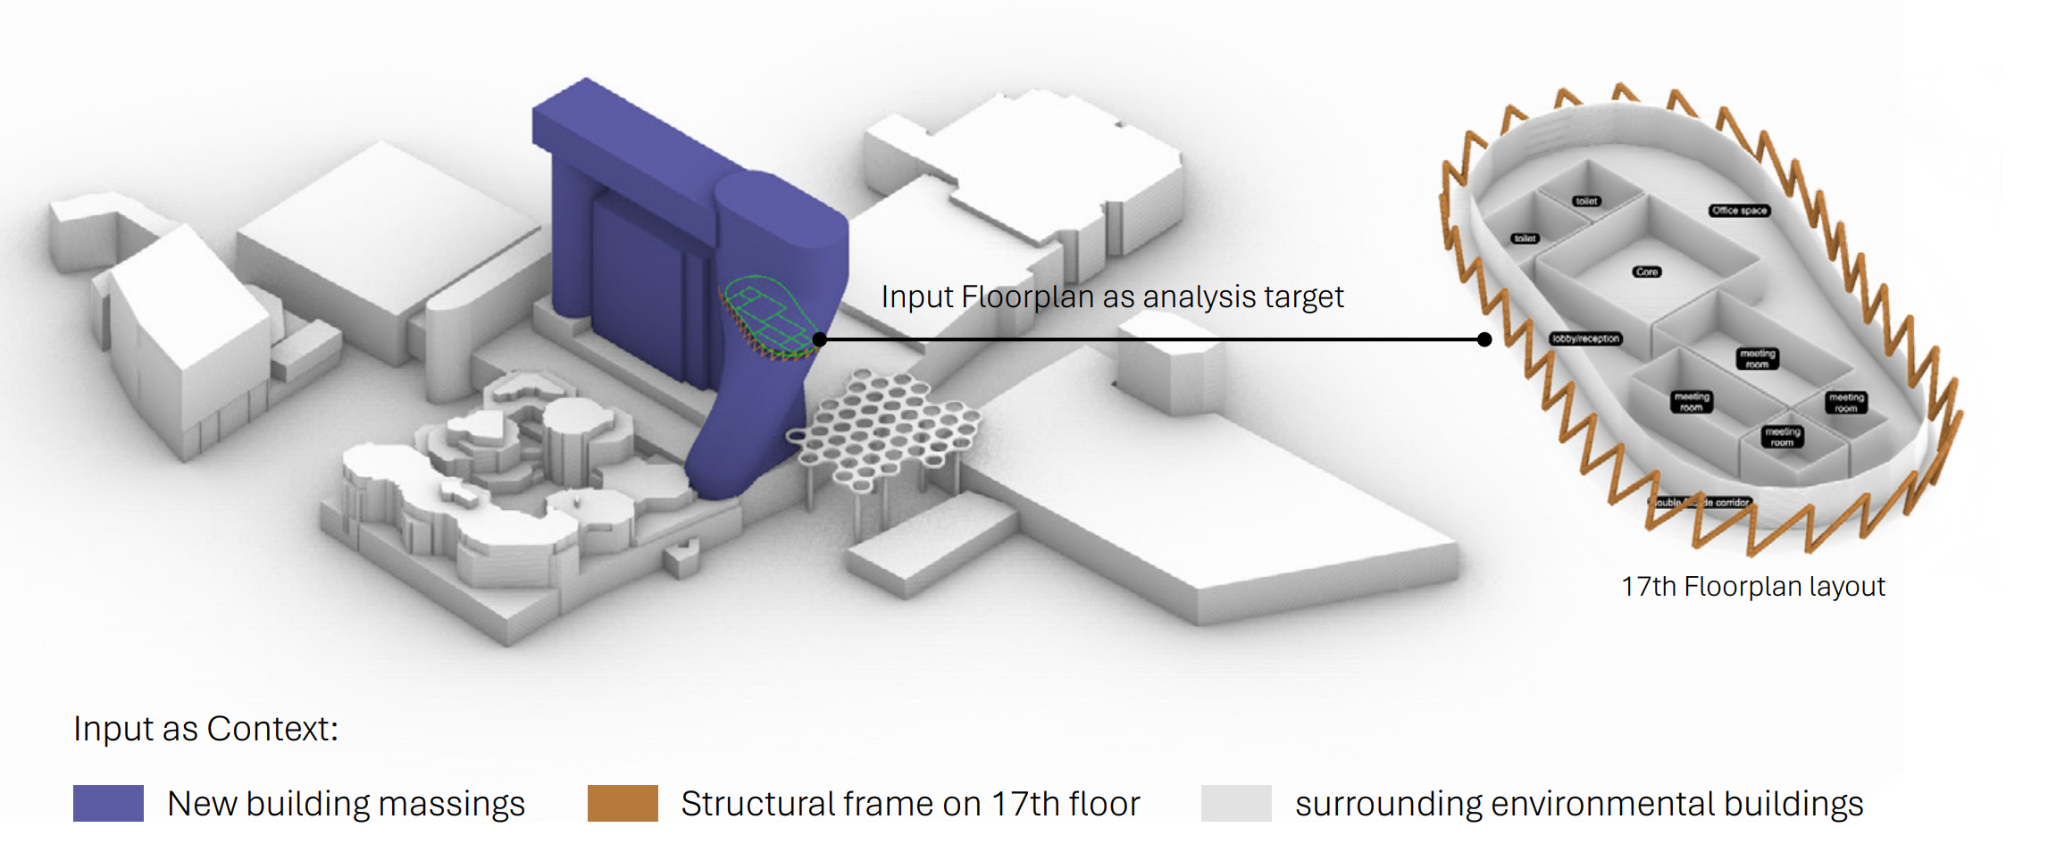 toilet
Office space
toilet
Core
Input Floorplan as analysis target
lobby/reception
meeting
room
meeting
room
meeting
room
meeting
room
corridor
17th Floorplan layout
Input as Context:
New building massings
Structural frame on 17th floor
surrounding environmental buildings